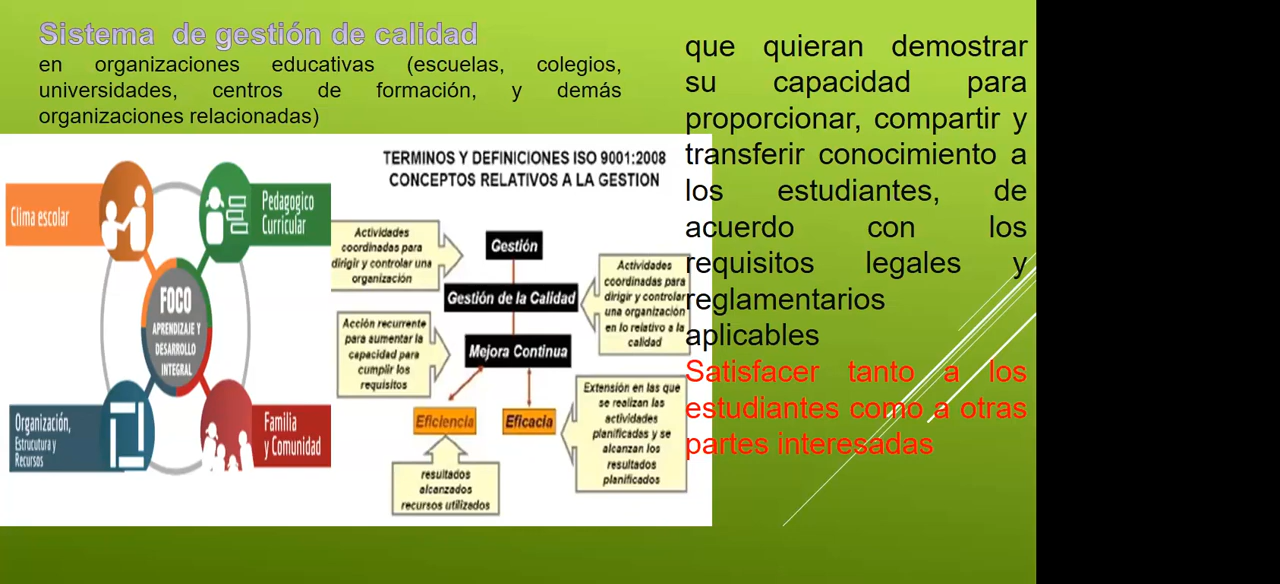 Sistema de gestión de calidad
en organizaciones educativas (escuelas, colegios,
universidades, centros de formación, y demás
organizaciones relacionadas)
Clima escolar
Pedagogico
Curricular
FOCO
APRENDIZAJE Y
DESARROLLO
INTEGRAL
Organización,
Estrucutura y
Recursos
Familia
y Comunidad
TERMINOS Y DEFINICIONES ISO 9001:2008
CONCEPTOS RELATIVOS A LA GESTION
Actividades
coordinadas para
dirigir y controlar una
organización
Gestión
Gestión de la Calidad
Actividades
coordinadas para
dirigir y controlar
una organización
en lo relativo a la
calidad
Acción recurrente
para aumentar la
capacidad para
cumplir los
requisitos
Mejora Continua
Eficiencia
Eficacia
Extensión en las que
se realizan las
actividades
planificadas y se
alcanzan los
resultados
planificados
resultados
alcanzados
recursos utilizados
que quieran demostrar
su capacidad para
proporcionar, compartir y
transferir conocimiento a
los estudiantes, de
acuerdo con los
requisitos legales y
reglamentarios
aplicables
Satisfacer tanto a los
estudiantes como a otras
partes interesadas